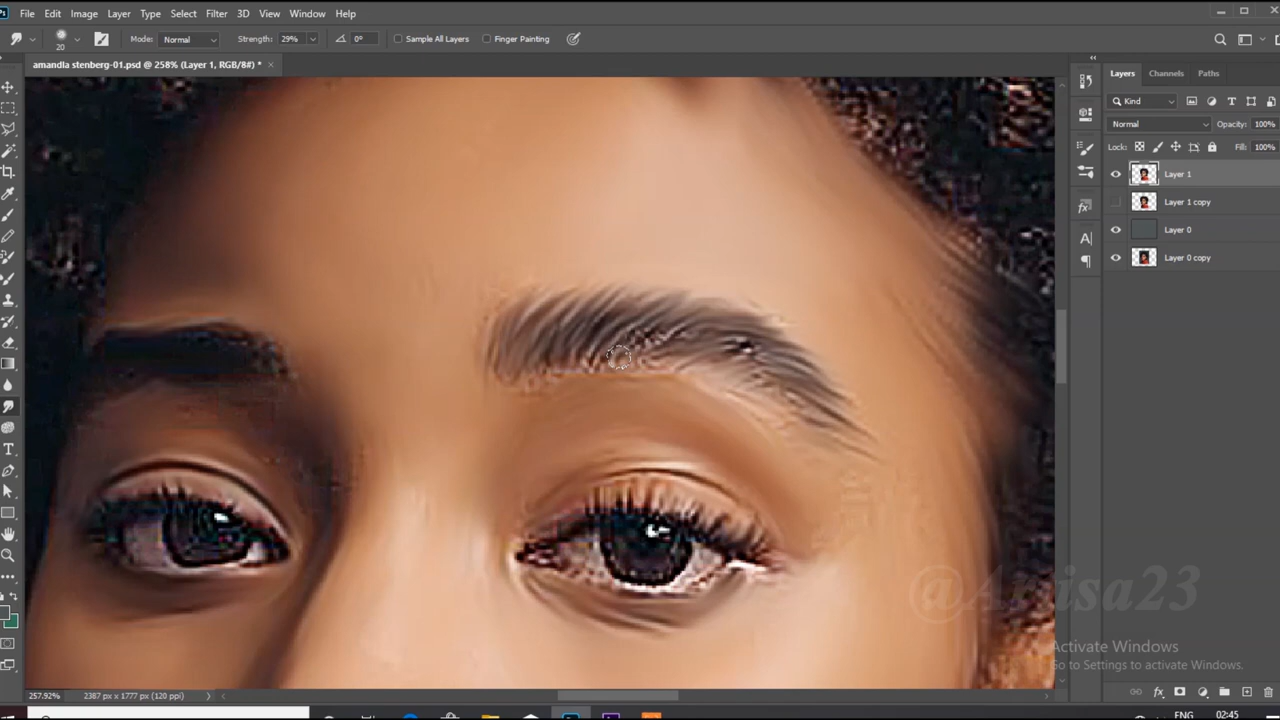 File Edit Image Layer Type Select Filter 3D View Window Help
20 Mode: Normal Strength: 29% 0° Sample All Layers Finger Painting
amandla stenberg-01.psd @ 258% (Layer 1, RGB/8#) * ×
Layers Channels Paths
Kind
Normal Opacity: 100%
Lock: Fill: 100%
Layer 1
Layer 1 copy
Layer 0
Layer 0 copy
Activate Windows
Go to Settings to activate Windows.
257.92% 2387 px x 1777 px (120 ppi)
ENG 02:45